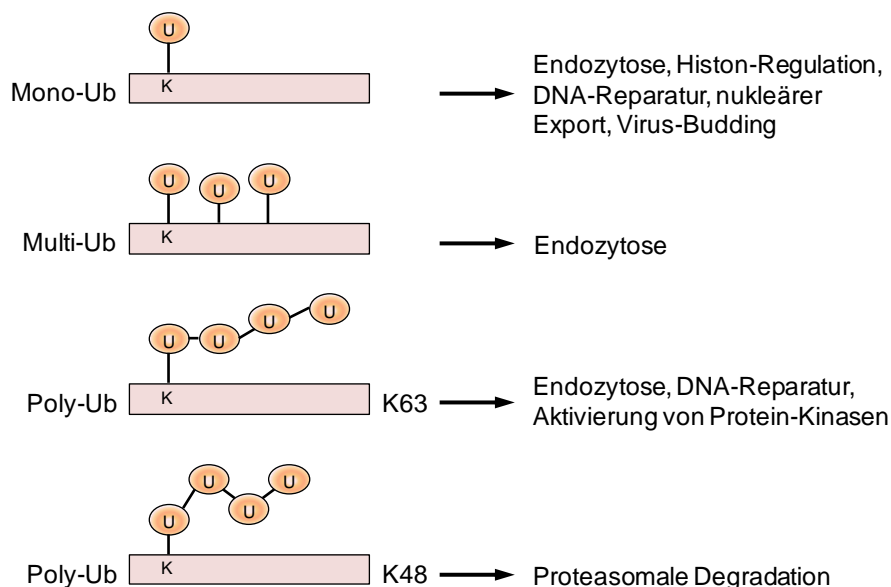 U
Mono-Ub
K
Endozytose, Histon-Regulation,
DNA-Reparatur, nukleärer
Export, Virus-Budding
U U U
Multi-Ub
K
Endozytose
U U U U
Poly-Ub
K
K63
Endozytose, DNA-Reparatur,
Aktivierung von Protein-Kinasen
U U U U
Poly-Ub
K
K48
Proteasomale Degradation